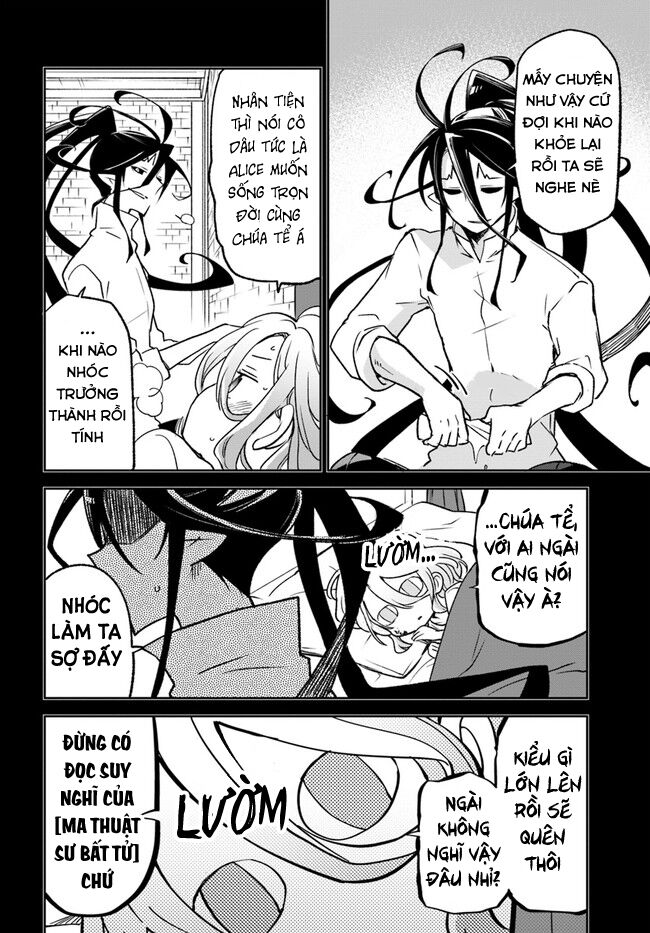 MẤY CHUYỆN
NHƯ VẬY CỨ
ĐỢI KHI NÀO
KHỎE LẠI
RỒI TA SẼ
NGHE NÈ
NHÂN TIỆN
THÌ NÓI CÔ
DÂU TỨC LÀ
ALICE MUỐN
SỐNG TRỌN
ĐỜI CÙNG
CHÚA TỂ Á
...
KHI NÀO
NHÓC
TRƯỞNG
THÀNH RỒI
TÍNH
...CHÚA TỂ,
VỚI AI NGÀI
CŨNG NÓI
VẬY À?
LƯỜM...
NHÓC
LÀM TA
SỢ ĐẤY
KIỂU GÌ
LỚN LÊN
RỒI SẼ
QUÊN
THÔI
NGÀI
KHÔNG
NGHĨ VẬY
ĐÂU NHỈ?
LƯỜM
ĐỪNG CÓ
ĐỌC SUY
NGHĨ CỦA
[MA THUẬT
SƯ BẤT TỬ]
CHỨ